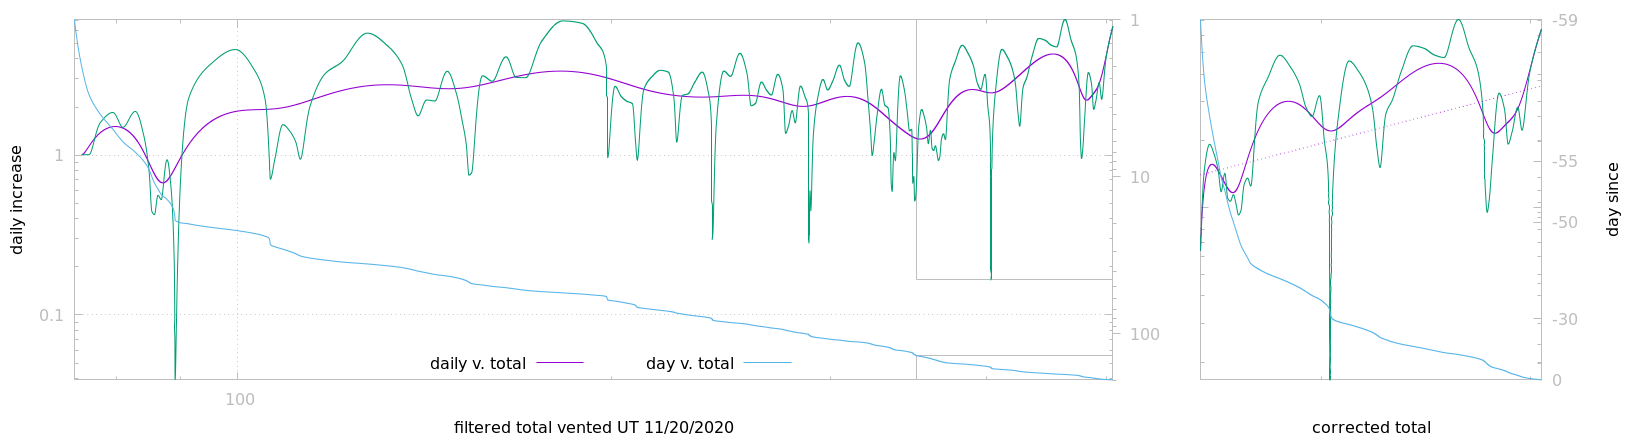 1
0.1
daily increase
100
daily v. total
day v. total
filtered total vented UT 11/20/2020
1
10
100
-59
-55
-50
-30
0
day since
corrected total